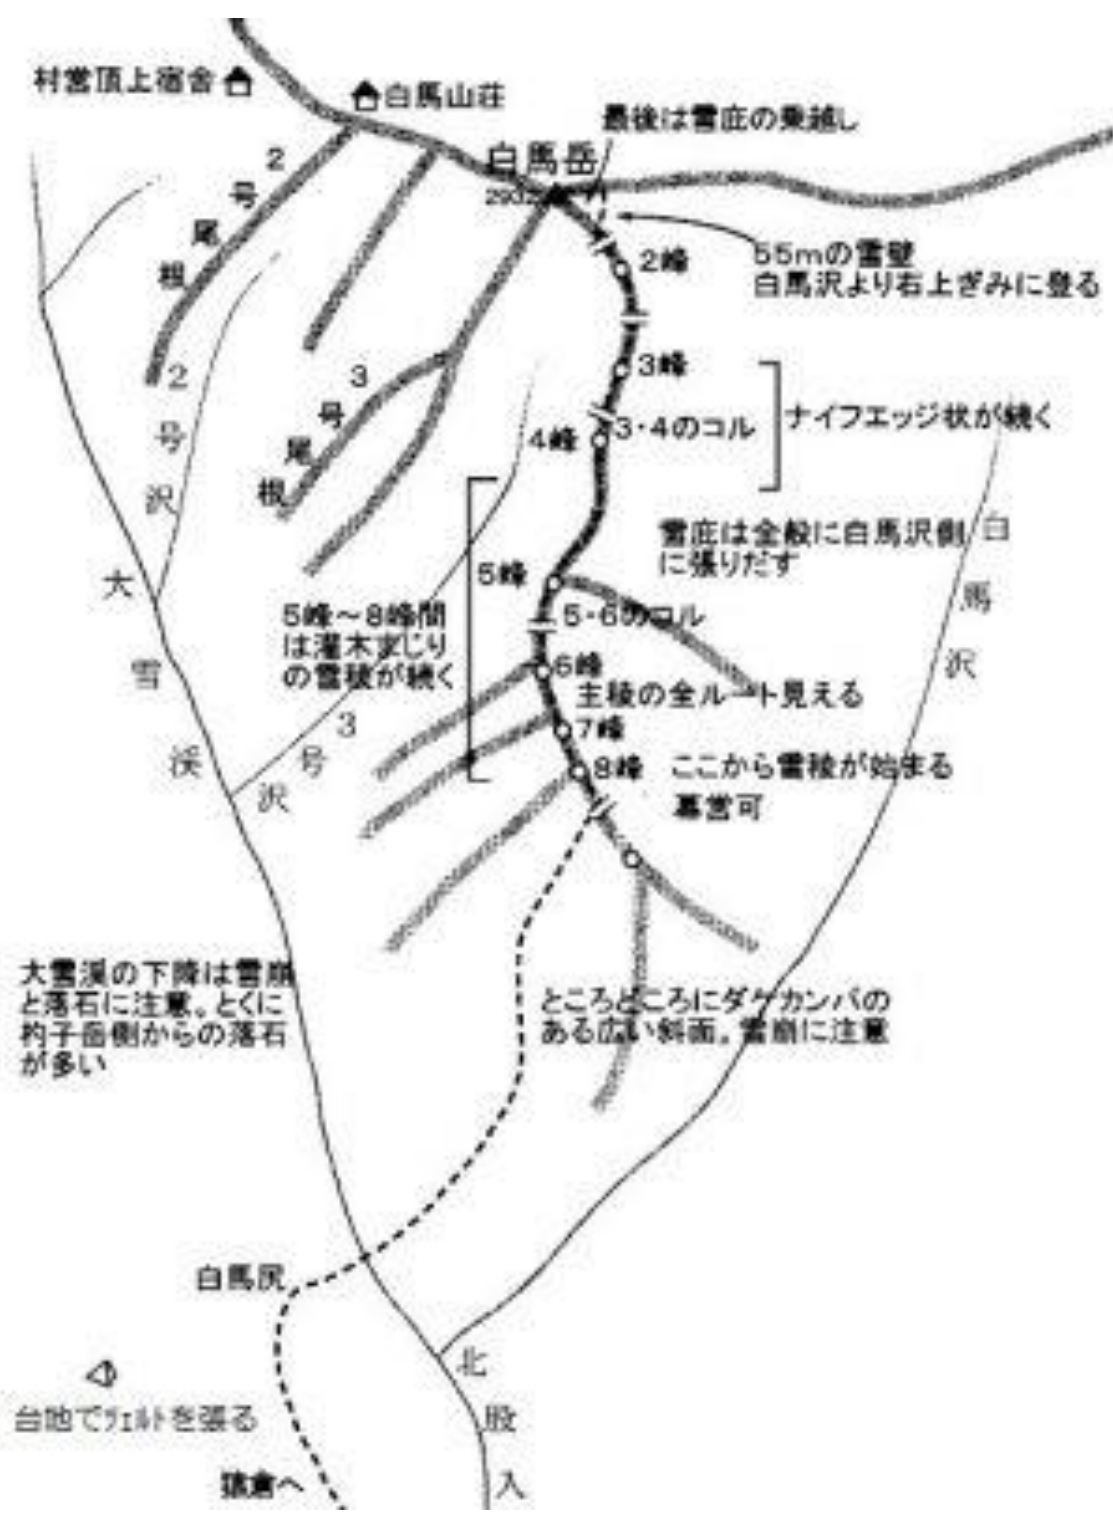 村営頂上宿舎
白馬山荘
最後は雪庇の乗越し
白馬岳
2932
2号尾根
55mの雪壁
白馬沢より右上ぎみに登る
2峰
3峰
2号沢
3号尾根
3・4のコル
4峰
ナイフエッジ状が続く
雪庇は全般に白馬沢側
に張りだす
白馬沢
大雪渓
5峰
5・6のコル
5峰～8峰間
は灌木まじり
の雪稜が続く
6峰
主稜の全ルート見える
7峰
3号沢
8峰
ここから雪稜が始まる
幕営可
大雪渓の下降は雪崩
と落石に注意。とくに
杓子岳側からの落石
が多い
ところどころにダケカンバの
ある広い斜面。雪崩に注意
白馬尻
北股入
台地でツェルトを張る
猿倉へ